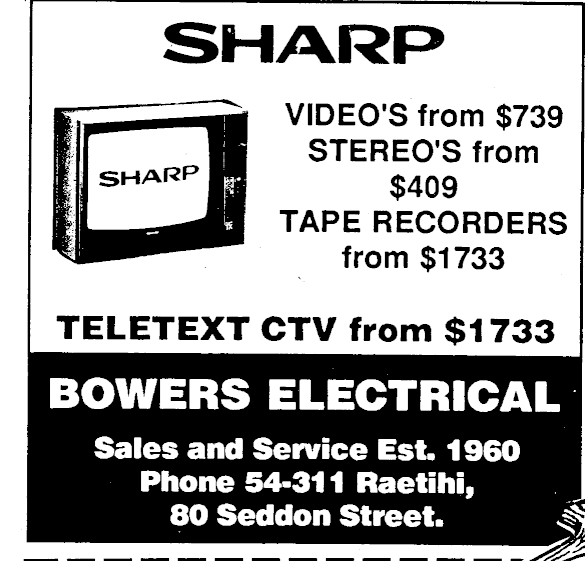 SHARP
SHARP
VIDEO'S from $739
STEREO'S from
$409
TAPE RECORDERS
from $1733
TELETEXT CTV from $1733
BOWERS ELECTRICAL
Sales and Service Est. 1960
Phone 54-311 Raetihi,
80 Seddon Street.